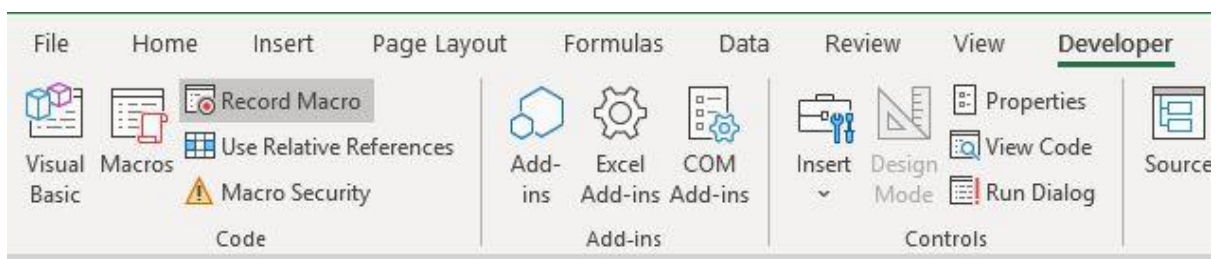 File Home Insert Page Layout Formulas Data Review View Developer
Record Macro
Use Relative References
Macro Security
Visual Basic
Macros
Code
Add-ins
Excel Add-ins
COM Add-ins
Add-ins
Insert
Design Mode
Properties
View Code
Run Dialog
Controls
Source